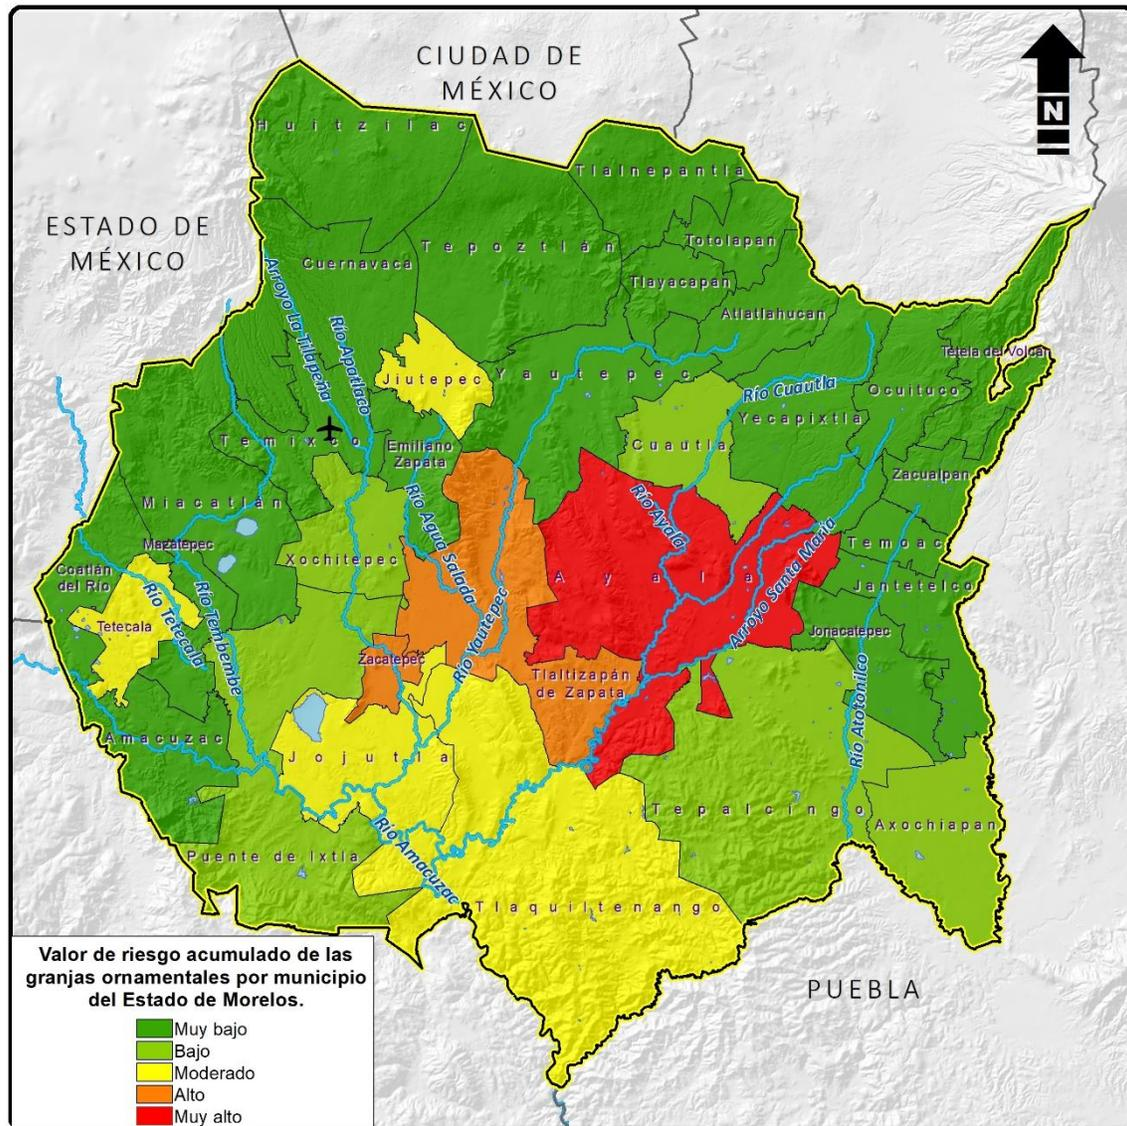 CIUDAD DE
MÉXICO
N
Huitzilac
Tlalnepantla
ESTADO DE
MÉXICO
Tepoztlán
Totolapan
Cuernavaca
Tlayacapan
Arroyo La Tilapeña
Río Apatlaco
Atlatlahucan
Tetela del Volcán
Jiutepec
Yautepec
Río Cuautla
Ocuituco
Yecapixtla
Temixco
Emiliano
Zapata
Cuautla
Zacualpan
Miacatlán
Río Agua Salada
Río Ayala
Arroyo Santa María
Mazatepec
Xochitepec
Temoac
Coatlán
del Río
Ayala
Jantetelco
Tetecala
Río Tetecala
Río Tembembe
Río Yautepec
Jonacatepec
Zacatepec
Tlaltizapán
de Zapata
Río Atotonilco
Amacuzac
Jojutla
Tepalcingo
Axochiapan
Puente de Ixtla
Río Amacuzac
Tlaquiltenango
PUEBLA
Valor de riesgo acumulado de las
granjas ornamentales por municipio
del Estado de Morelos.
Muy bajo
Bajo
Moderado
Alto
Muy alto